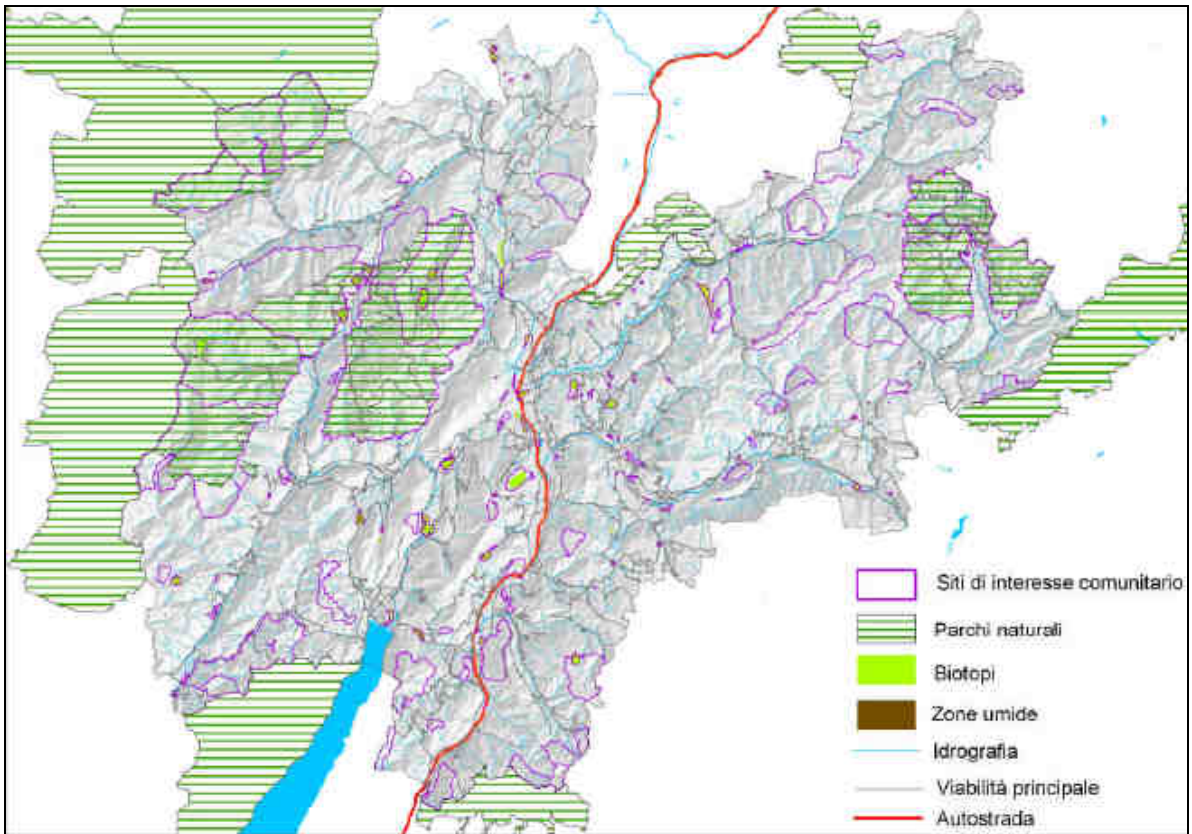 Siti di interesse comunitario
Parchi naturali
Biotopi
Zone umide
Idrografia
Viabilità principale
Autostrada